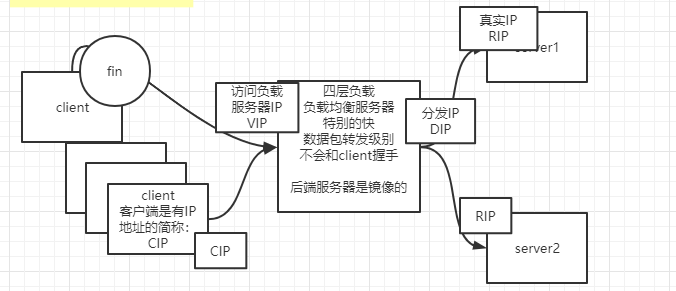 真实IP
RIP
server1
fin
client
访问负载
服务器IP
VIP
四层负载
负载均衡服务器
特别的快
数据包转发级别
不会和client握手
后端服务器是镜像的
分发IP
DIP
client
客户端是有IP
地址的简称：
CIP
CIP
RIP
server2